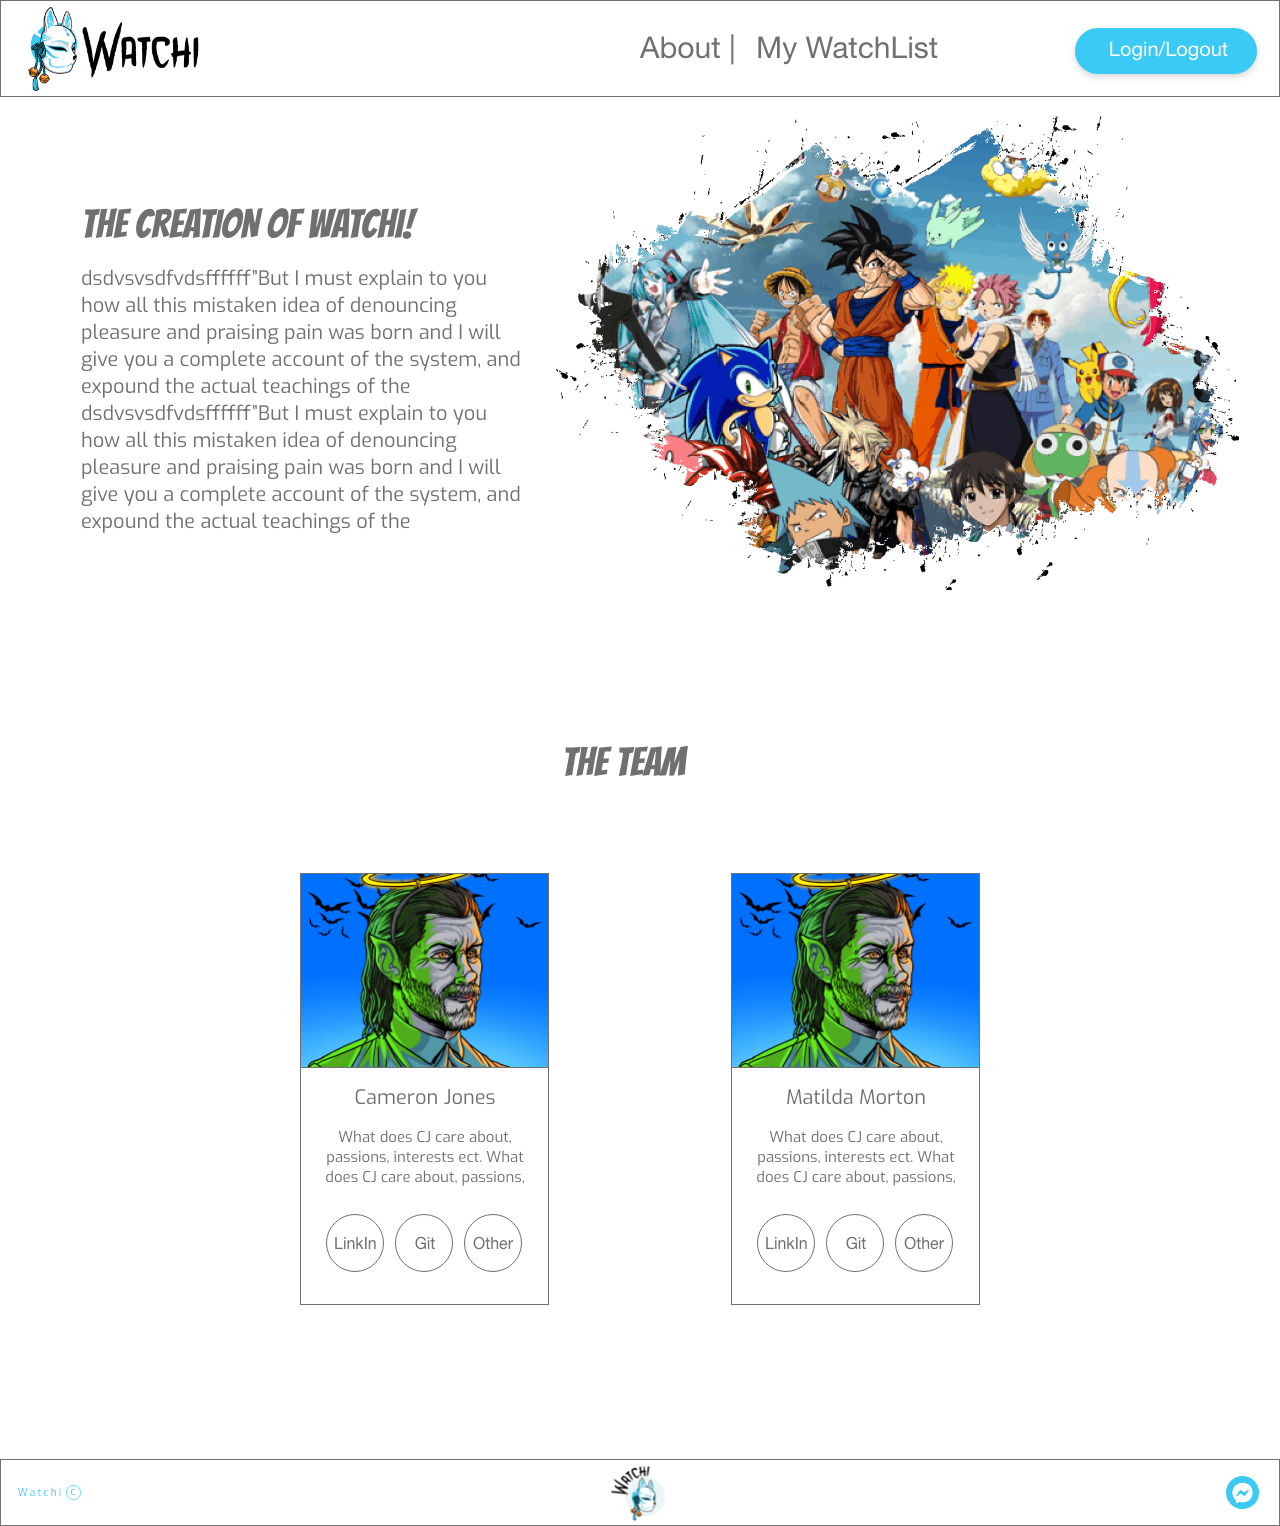 WATCHI
About | My WatchList
Login/Logout
THE CREATION OF WATCHI!
dsdvsvsdfvdsffffff"But I must explain to you
how all this mistaken idea of denouncing
pleasure and praising pain was born and I will
give you a complete account of the system, and
expound the actual teachings of the
dsdvsvsdfvdsffffff"But I must explain to you
how all this mistaken idea of denouncing
pleasure and praising pain was born and I will
give you a complete account of the system, and
expound the actual teachings of the
THE TEAM
Cameron Jones
What does CJ care about,
passions, interests ect. What
does CJ care about, passions,
LinkIn
Git
Other
Matilda Morton
What does CJ care about,
passions, interests ect. What
does CJ care about, passions,
LinkIn
Git
Other
Watchi ©
WATCHI